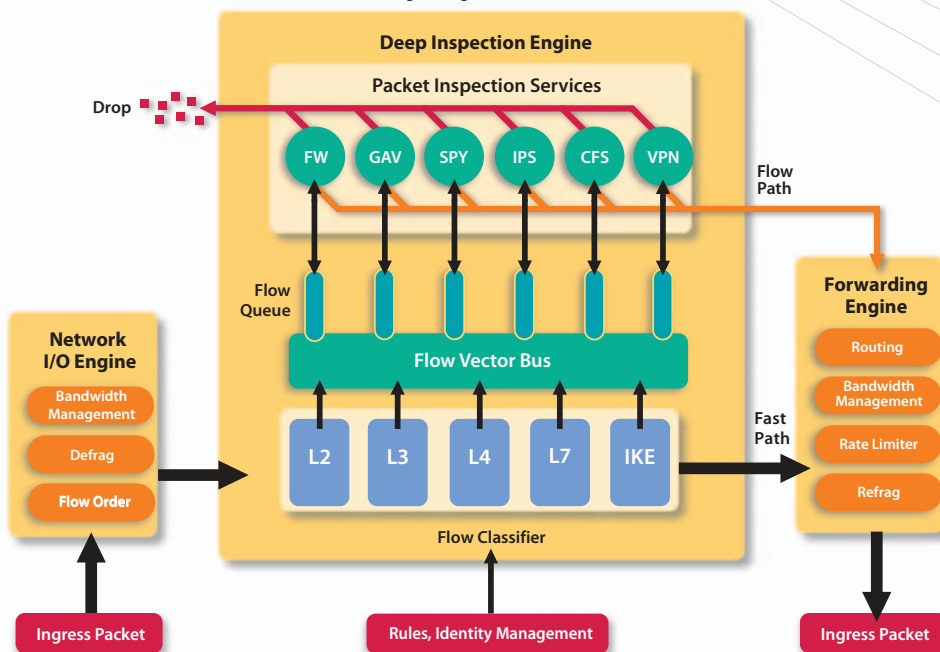 Deep Inspection Engine
Packet Inspection Services
Drop
FW
GAV
SPY
IPS
CFS
VPN
Flow
Path
Flow
Queue
Flow Vector Bus
Network
I/O Engine
Bandwidth
Management
Defrag
Flow Order
Forwarding
Engine
Routing
Bandwidth
Management
Rate Limiter
Refrag
L2
L3
L4
L7
IKE
Fast
Path
Flow Classifier
Ingress Packet
Rules, Identity Management
Ingress Packet